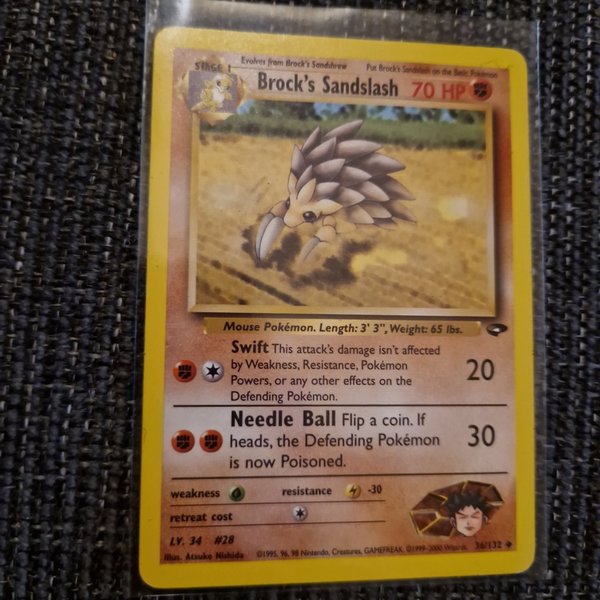 Evolves from Brock's Sandshrew Put Brock's Sandslash on the Basic Pokémon
STAGE 1
Brock's Sandslash 70 HP
Mouse Pokémon. Length: 3' 3", Weight: 65 lbs.
Swift This attack's damage isn't affected
by Weakness, Resistance, Pokémon
Powers, or any other effects on the
Defending Pokémon.
20
Needle Ball Flip a coin. If
heads, the Defending Pokémon
is now Poisoned.
30
weakness resistance -30
retreat cost
LV. 34 #28
Illus. Atsuko Nishida ©1995, 96, 98 Nintendo, Creatures, GAMEFREAK. ©1999-2000 Wizards. 36/132